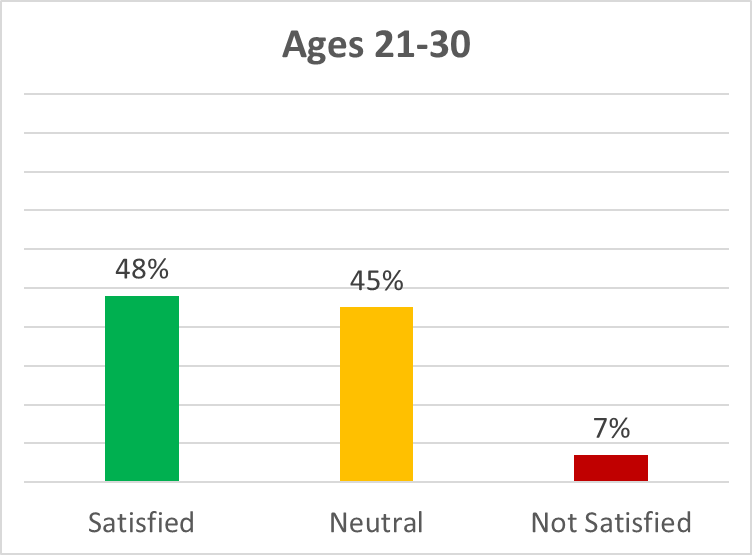 Ages 21-30
48%
45%
7%
Satisfied
Neutral
Not Satisfied